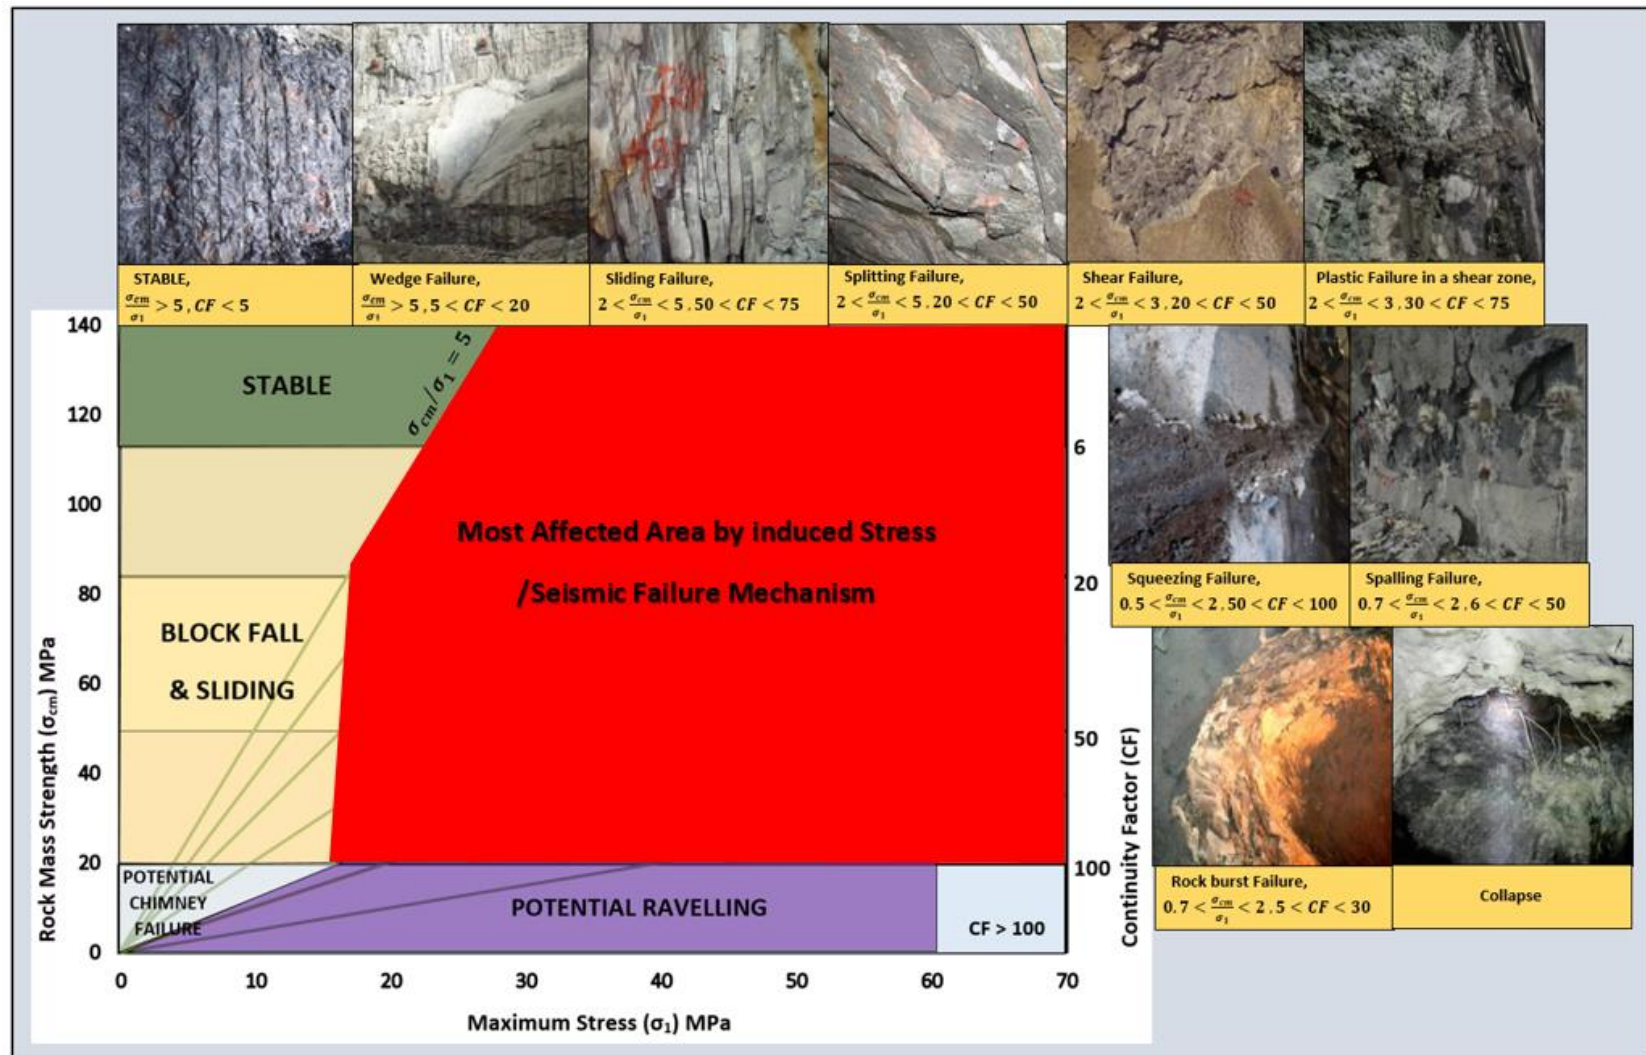 STABLE,
σcm/σ1 > 5, CF < 5
Wedge Failure,
σcm/σ1 > 5, 5 < CF < 20
Sliding Failure,
2 < σcm/σ1 < 5, 50 < CF < 75
Splitting Failure,
2 < σcm/σ1 < 5, 20 < CF < 50
Shear Failure,
2 < σcm/σ1 < 3, 20 < CF < 50
Plastic Failure in a shear zone,
2 < σcm/σ1 < 3, 30 < CF < 75
Squeezing Failure,
0.5 < σcm/σ1 < 2, 50 < CF < 100
Spalling Failure,
0.7 < σcm/σ1 < 2, 6 < CF < 50
Rock burst Failure,
0.7 < σcm/σ1 < 2, 5 < CF < 30
Collapse
Rock Mass Strength (σcm) MPa
140
120
100
80
60
40
20
0
STABLE
σcm/σ1 = 5
Most Affected Area by induced Stress
/Seismic Failure Mechanism
BLOCK FALL
& SLIDING
POTENTIAL
CHIMNEY
FAILURE
POTENTIAL RAVELLING
CF > 100
6
20
50
100
Continuity Factor (CF)
0 10 20 30 40 50 60 70
Maximum Stress (σ1) MPa